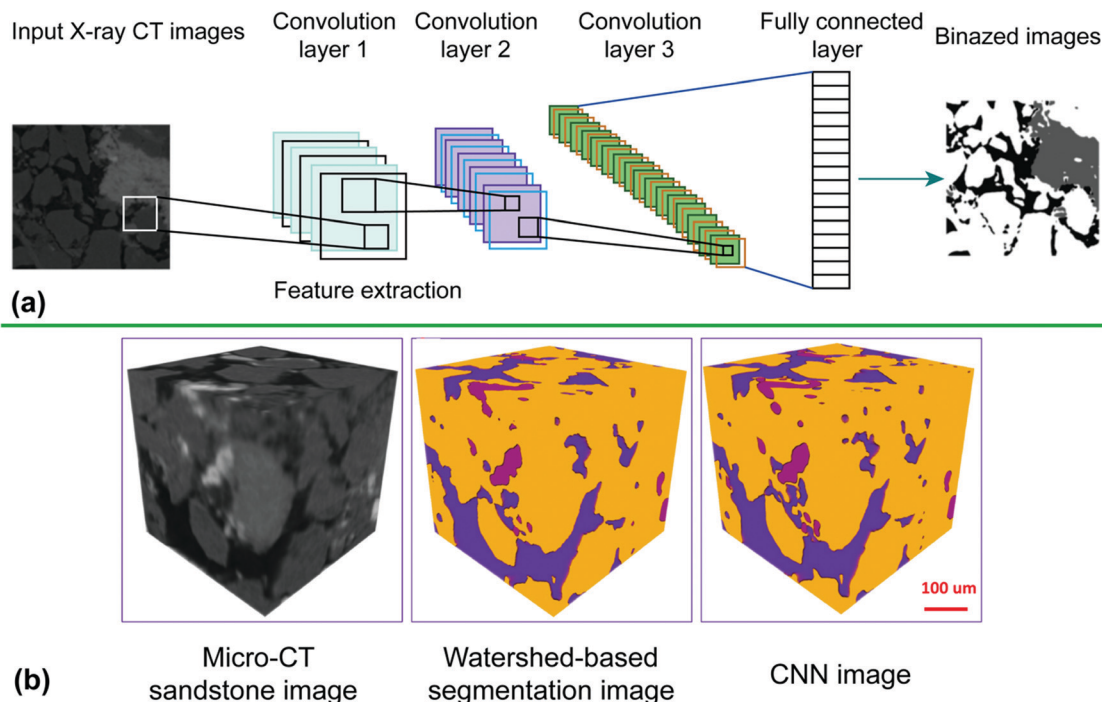 Input X-ray CT images
Convolution
layer 1
Convolution
layer 2
Convolution
layer 3
Fully connected
layer
Binazed images
Feature extraction
(a)
100 um
(b)
Micro-CT
sandstone image
Watershed-based
segmentation image
CNN image